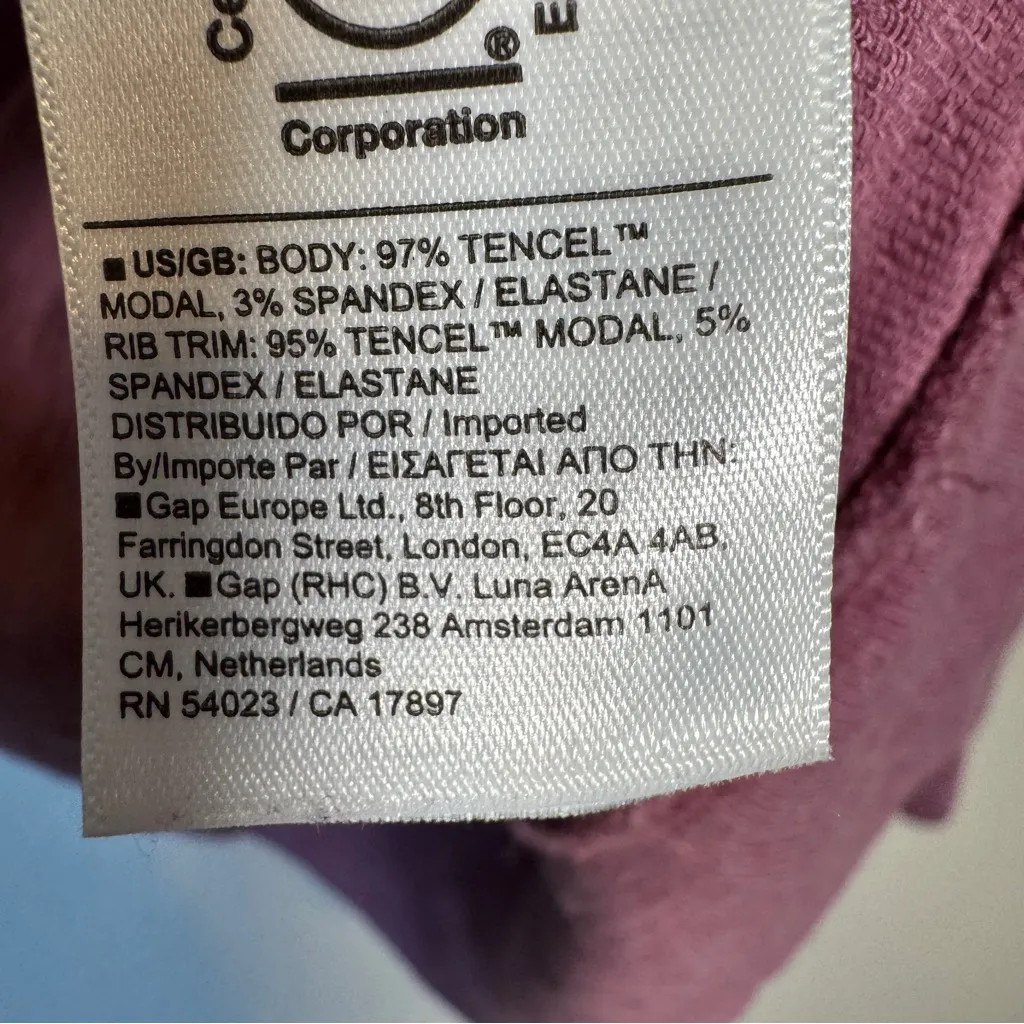 ®
Corporation
■ US/GB: BODY: 97% TENCEL™
MODAL, 3% SPANDEX / ELASTANE /
RIB TRIM: 95% TENCEL™ MODAL, 5%
SPANDEX / ELASTANE
DISTRIBUIDO POR / Imported
By/Importe Par / ΕΙΣΑΓΕΤΑΙ ΑΠΟ ΤΗΝ:
■Gap Europe Ltd., 8th Floor, 20
Farringdon Street, London, EC4A 4AB,
UK. ■Gap (RHC) B.V. Luna ArenA
Herikerbergweg 238 Amsterdam 1101
CM, Netherlands
RN 54023 / CA 17897